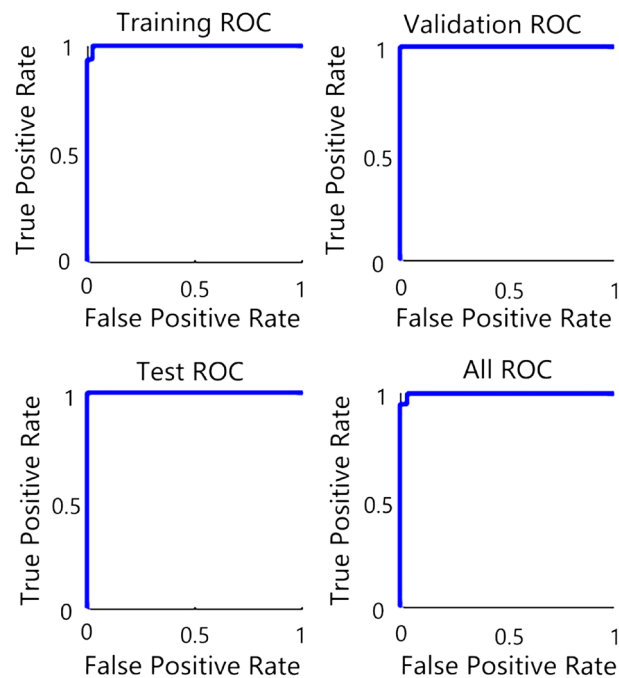 Training ROC
True Positive Rate
1
0.5
0
0
0.5
1
False Positive Rate
Validation ROC
True Positive Rate
1
0.5
0
0
0.5
1
False Positive Rate
Test ROC
True Positive Rate
1
0.5
0
0
0.5
1
False Positive Rate
All ROC
True Positive Rate
1
0.5
0
0
0.5
1
False Positive Rate